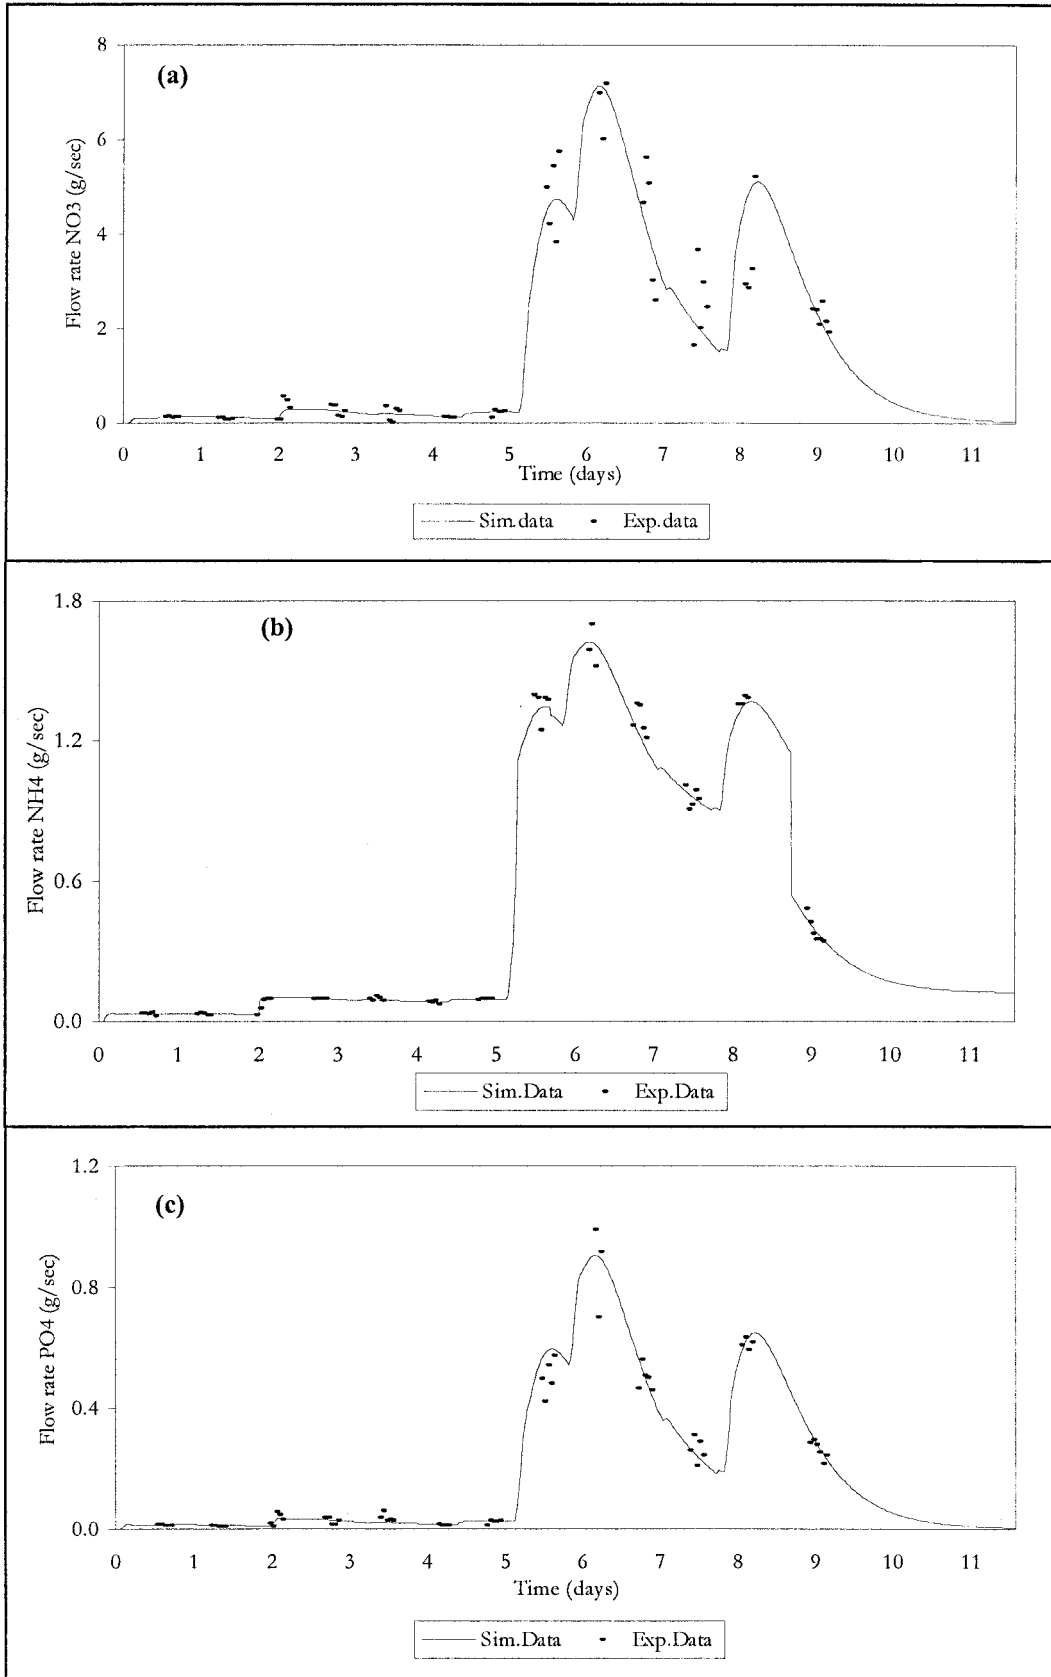 (a)
Flow rate NO3 (g/sec)
8
6
4
2
0
0 1 2 3 4 5 6 7 8 9 10 11
Time (days)
Sim.data Exp.data
(b)
Flow rate NH4 (g/sec)
1.8
1.2
0.6
0.0
0 1 2 3 4 5 6 7 8 9 10 11
Sim.Data Exp.Data
(c)
Flow rate PO4 (g/sec)
1.2
0.8
0.4
0.0
0 1 2 3 4 5 6 7 8 9 10 11
Time (days)
Sim.Data Exp.Data